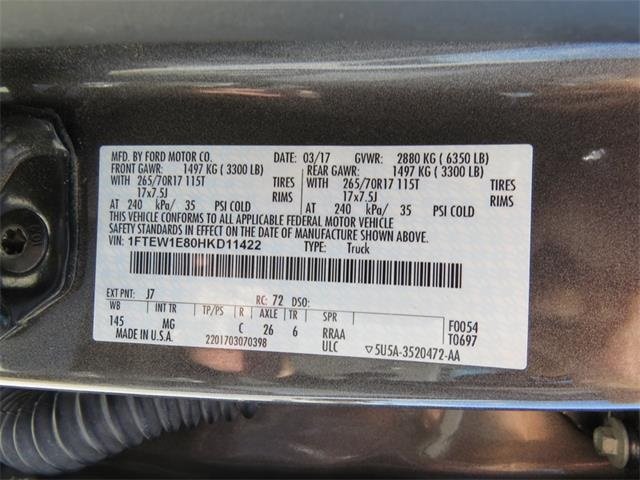 MFD. BY FORD MOTOR CO. DATE: 03/17 GVWR: 2880 KG ( 6350 LB)
FRONT GAWR: 1497 KG ( 3300 LB) REAR GAWR: 1497 KG ( 3300 LB)
WITH 265/70R17 115T TIRES WITH 265/70R17 115T TIRES
17x7.5J RIMS 17x7.5J RIMS
AT 240 kPa/ 35 PSI COLD AT 240 kPa/ 35 PSI COLD
THIS VEHICLE CONFORMS TO ALL APPLICABLE FEDERAL MOTOR VEHICLE
SAFETY STANDARDS IN EFFECT ON THE DATE OF MANUFACTURE SHOWN ABOVE.
VIN: 1FTEW1E80HKD11422 TYPE: Truck
EXT PNT: J7 RC: 72 DSO:
WB INT TR TP/PS R AXLE TR SPR F0054
145 MG C 26 6 RRAA T0697
MADE IN U.S.A. 2201703070398 ULC ▽5U5A-3520472-AA